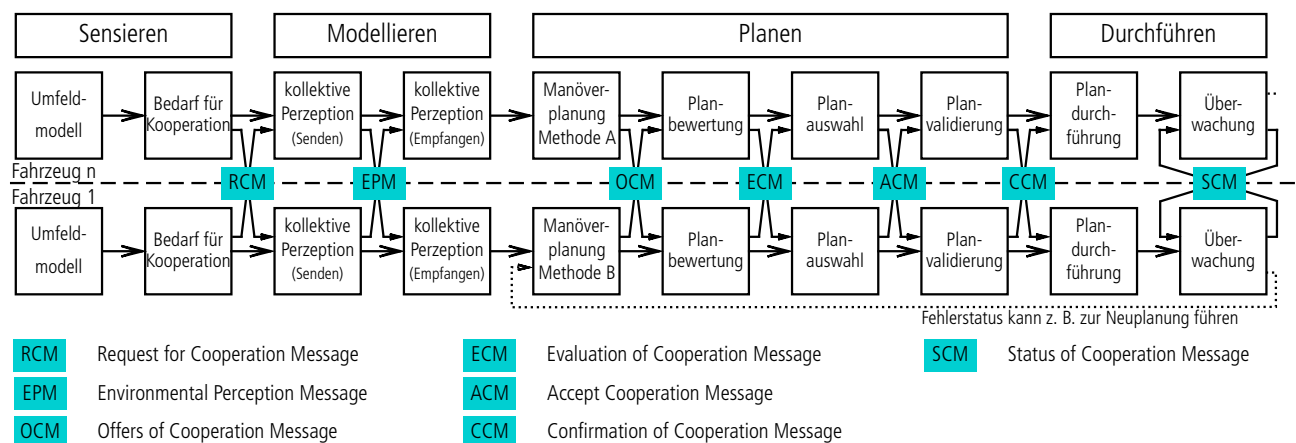 Sensieren
Modellieren
Planen
Durchführen
Umfeld-
modell
Bedarf für
Kooperation
kollektive
Perzeption
(Senden)
kollektive
Perzeption
(Empfangen)
Manöver-
planung
Methode A
Plan-
bewertung
Plan-
auswahl
Plan-
validierung
Plan-
durch-
führung
Über-
wachung
Fahrzeug n
RCM
EPM
OCM
ECM
ACM
CCM
SCM
Fahrzeug 1
Umfeld-
modell
Bedarf für
Kooperation
kollektive
Perzeption
(Senden)
kollektive
Perzeption
(Empfangen)
Manöver-
planung
Methode B
Plan-
bewertung
Plan-
auswahl
Plan-
validierung
Plan-
durch-
führung
Über-
wachung
Fehlerstatus kann z. B. zur Neuplanung führen
RCM Request for Cooperation Message
EPM Environmental Perception Message
OCM Offers of Cooperation Message
ECM Evaluation of Cooperation Message
ACM Accept Cooperation Message
CCM Confirmation of Cooperation Message
SCM Status of Cooperation Message